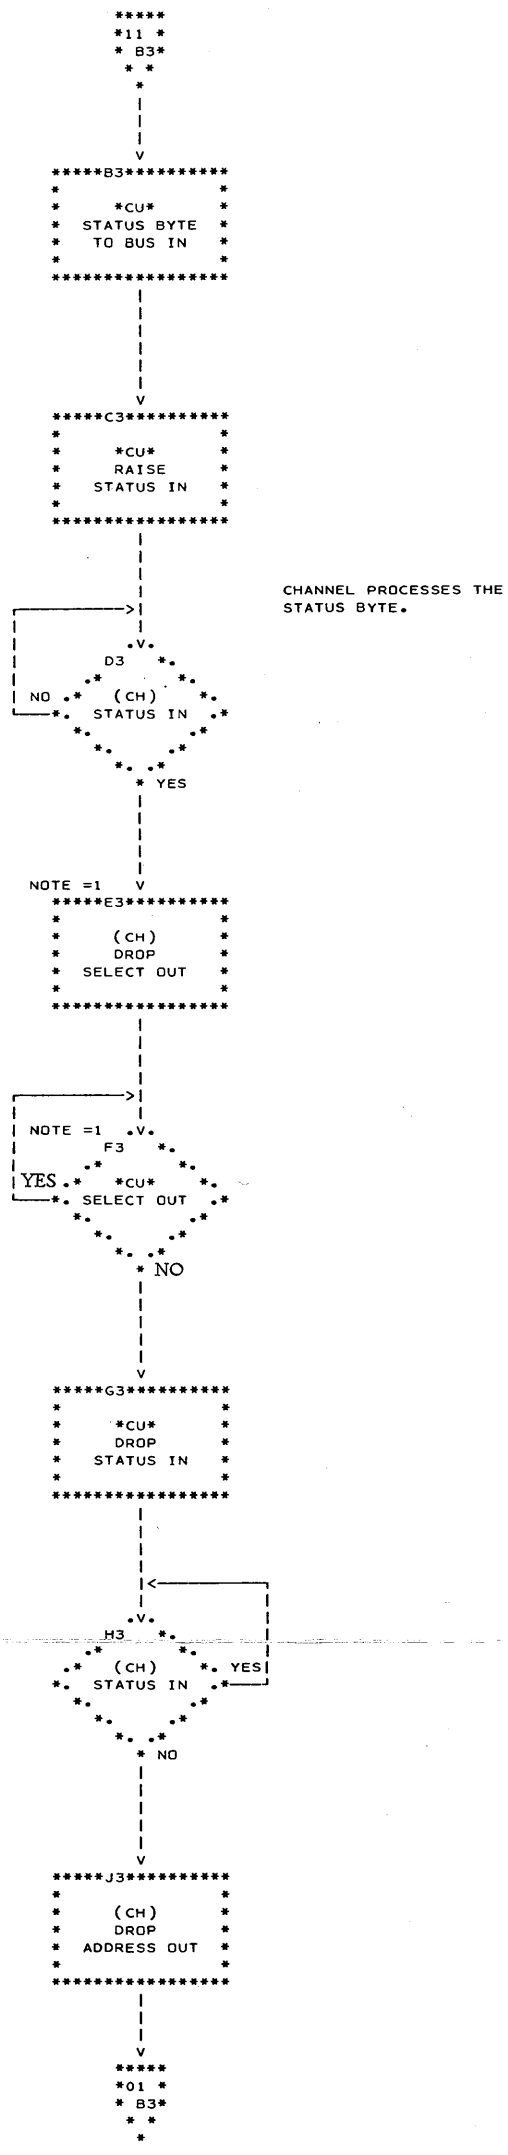 *****
*11 *
* B3*
* *
*
*****B3**********
*CU*
STATUS BYTE
TO BUS IN
*****C3**********
*CU*
RAISE
STATUS IN
CHANNEL PROCESSES THE
STATUS BYTE.
D3
(CH)
NO
STATUS IN
YES
NOTE =1
*****E3**********
(CH)
DROP
SELECT OUT
NOTE =1
F3
YES
*CU*
SELECT OUT
NO
*****G3**********
*CU*
DROP
STATUS IN
H3
(CH)
YES
STATUS IN
NO
*****J3**********
(CH)
DROP
ADDRESS OUT
*****
*01 *
* B3*
* *
*